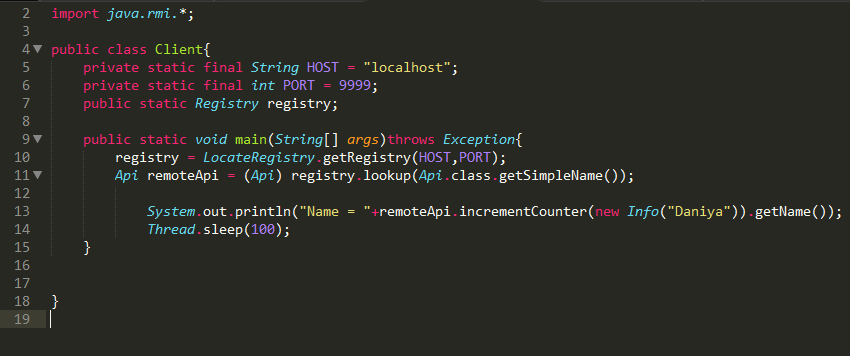 2 import java.rmi.*;
3
4 public class Client{
5 private static final String HOST = "localhost";
6 private static final int PORT = 9999;
7 public static Registry registry;
8
9 public static void main(String[] args)throws Exception{
10 registry = LocateRegistry.getRegistry(HOST,PORT);
11 Api remoteApi = (Api) registry.lookup(Api.class.getSimpleName());
12
13 System.out.println("Name = "+remoteApi.incrementCounter(new Info("Daniya")).getName());
14 Thread.sleep(100);
15 }
16
17
18 }
19